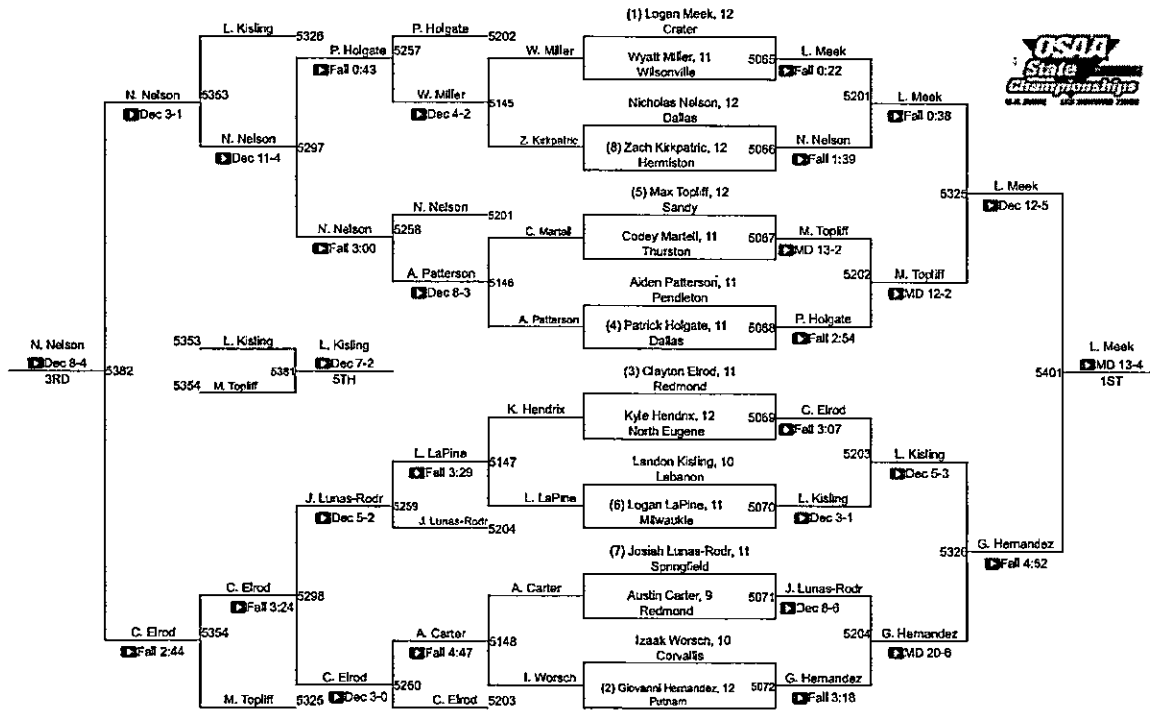 OSAA
State
Championships
(1) Logan Meek, 12
Crater
Wyatt Miller, 11
Wilsonville
5065
Nicholas Nelson, 12
Dallas
(8) Zach Kirkpatric, 12
Hermiston
5066
(5) Max Topliff, 12
Sandy
Codey Martell, 11
Thurston
5067
Aiden Patterson, 11
Pendleton
(4) Patrick Holgate, 11
Dallas
5068
(3) Clayton Elrod, 11
Redmond
Kyle Hendrix, 12
North Eugene
5069
Landon Kisling, 10
Lebanon
(6) Logan LaPine, 11
Milwaukie
5070
(7) Josiah Lunas-Rodr, 11
Springfield
Austin Carter, 9
Redmond
5071
Izaak Worsch, 10
Corvallis
(2) Giovanni Hernandez, 12
Putnam
5072
L. Meek
Fall 0:22
5201
N. Nelson
Fall 1:39
M. Topliff
MD 13-2
5202
P. Holgate
Fall 2:54
C. Elrod
Fall 3:07
5203
L. Kisling
Dec 3-1
J. Lunas-Rodr
Dec 8-6
5204
G. Hernandez
Fall 3:18
L. Meek
Fall 0:38
5325
M. Topliff
MD 12-2
L. Kisling
Dec 5-3
5326
G. Hernandez
MD 20-6
L. Meek
Dec 12-5
5401
G. Hernandez
Fall 4:52
L. Meek
MD 13-4
1ST
W. Miller
5145
Z. Kirkpatric
C. Martell
5146
A. Patterson
K. Hendrix
5147
L. LaPine
A. Carter
5148
I. Worsch
P. Holgate
5202
5257
W. Miller
Dec 4-2
N. Nelson
5201
5258
A. Patterson
Dec 8-3
L. LaPine
Fall 3:29
5259
J. Lunas-Rodr
5204
A. Carter
Fall 4:47
5260
C. Elrod
5203
P. Holgate
Fall 0:43
5297
N. Nelson
Fall 3:00
J. Lunas-Rodr
Dec 5-2
5298
C. Elrod
Dec 3-0
L. Kisling
5326
5353
N. Nelson
Dec 11-4
C. Elrod
Fall 3:24
5354
M. Topliff
5325
N. Nelson
Dec 3-1
5382
C. Elrod
Fall 2:44
N. Nelson
Dec 8-4
3RD
5353
L. Kisling
5381
5354
M. Topliff
L. Kisling
Dec 7-2
5TH